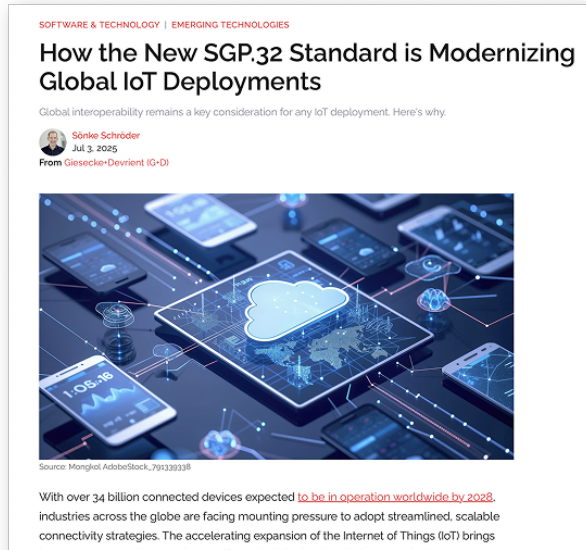 SOFTWARE & TECHNOLOGY | EMERGING TECHNOLOGIES
How the New SGP.32 Standard is Modernizing
Global IoT Deployments
Global interoperability remains a key consideration for any IoT deployment. Here's why.
Sönke Schröder
Jul 3, 2025
From Giesecke+Devrient (G+D)
1:05:16
Source: Mongkol AdobeStock_791339338
With over 34 billion connected devices expected to be in operation worldwide by 2028,
industries across the globe are facing mounting pressure to adopt streamlined, scalable
connectivity strategies. The accelerating expansion of the Internet of Things (IoT) brings